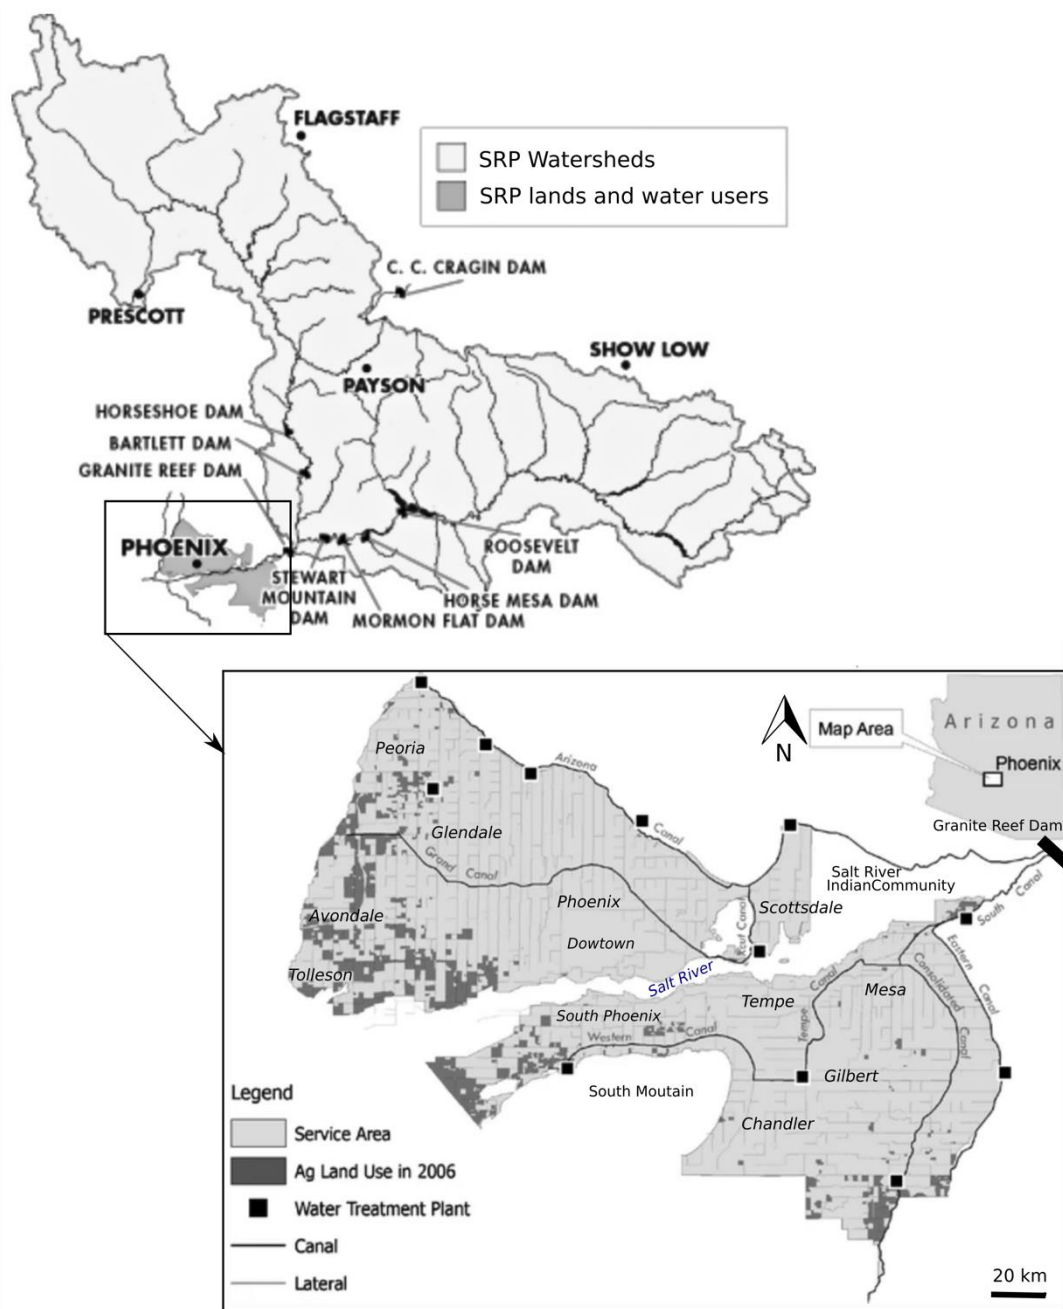 FLAGSTAFF
SRP Watersheds
SRP lands and water users
C. C. CRAGIN DAM
PRESCOTT
SHOW LOW
PAYSON
HORSESHOE DAM
BARTLETT DAM
GRANITE REEF DAM
PHOENIX
ROOSEVELT
DAM
STEWART
MOUNTAIN
DAM
HORSE MESA DAM
MORMON FLAT DAM
Arizona
Map Area
Phoenix
N
Peoria
Arizona
Canal
Granite Reef Dam
Glendale
Grand
Canal
Salt River
IndianCommunity
South Canal
Phoenix
Scottsdale
Avondale
Dowtown
Tolleson
Salt River
Eastern
Canal
Consolidated
Canal
Mesa
Tempe
Tempe
Canal
South Phoenix
Western
Canal
Gilbert
South Moutain
Chandler
Legend
Service Area
Ag Land Use in 2006
Water Treatment Plant
Canal
Lateral
20 km